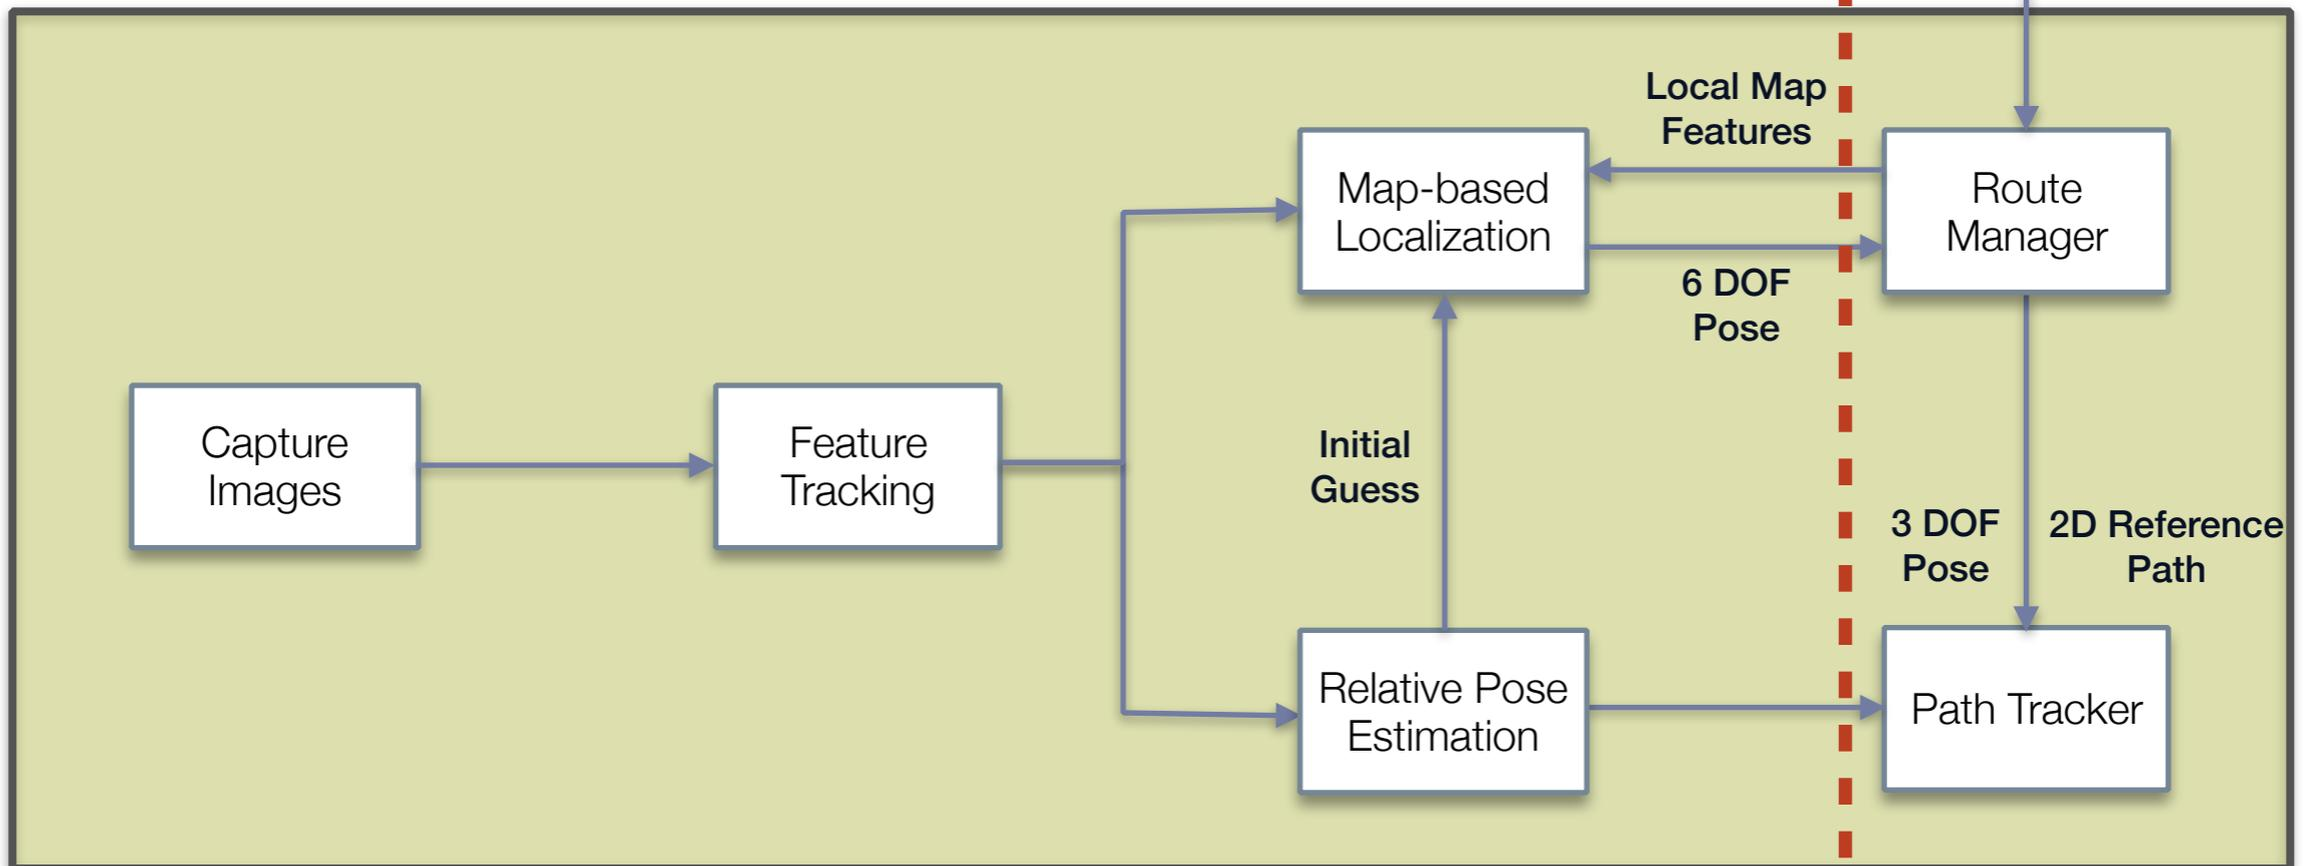 Local Map
Features
Map-based
Localization
Route
Manager
6 DOF
Pose
Capture
Images
Feature
Tracking
Initial
Guess
3 DOF
Pose
2D Reference
Path
Relative Pose
Estimation
Path Tracker